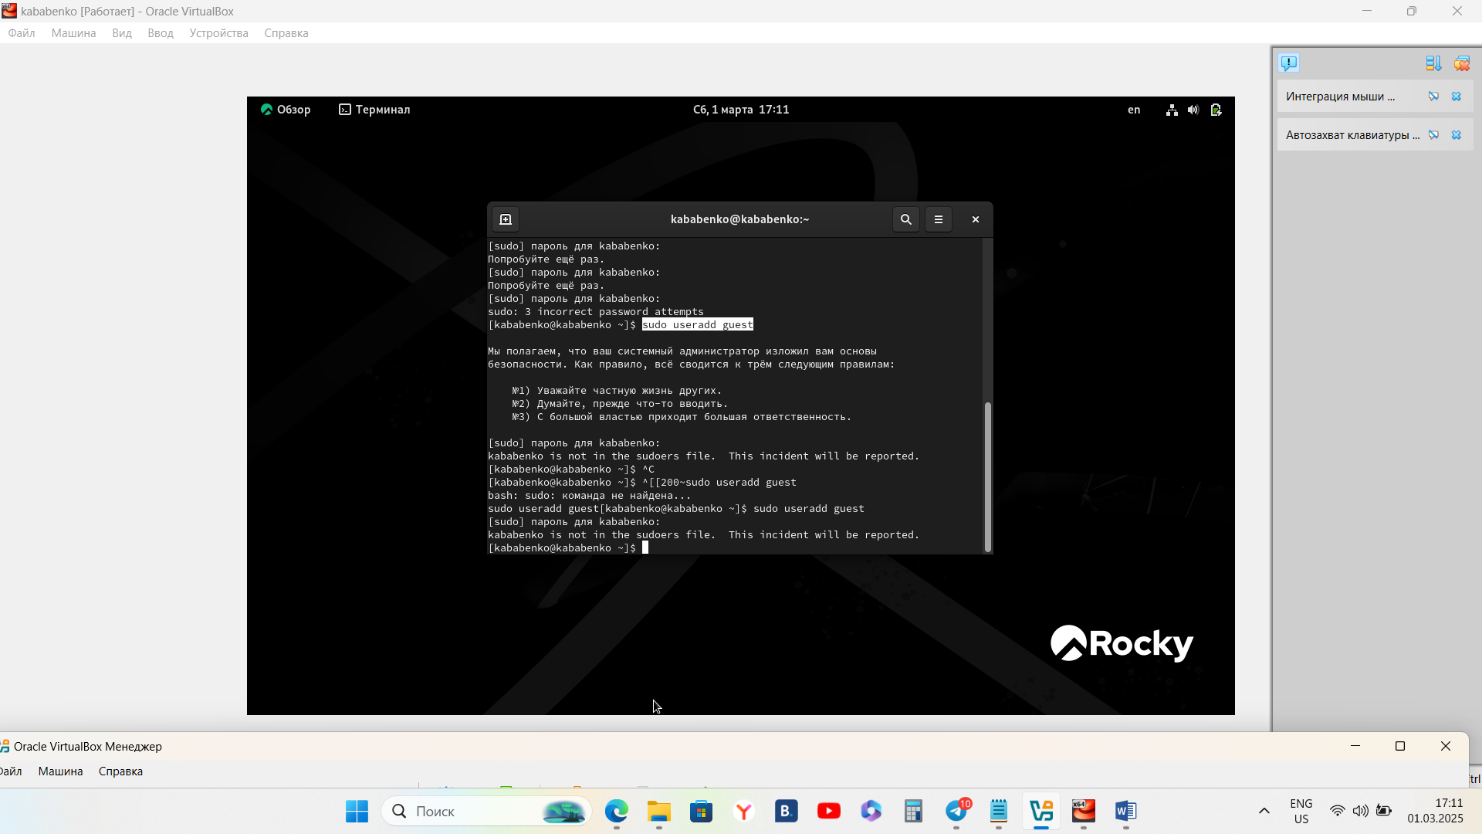 kababenko [Работает] - Oracle VirtualBox
Файл Машина Вид Ввод Устройства Справка
Интеграция мыши ...
Автозахват клавиатуры ...
Обзор Терминал Сб, 1 марта 17:11 en
kababenko@kababenko:~
[sudo] пароль для kababenko:
Попробуйте ещё раз.
[sudo] пароль для kababenko:
Попробуйте ещё раз.
[sudo] пароль для kababenko:
sudo: 3 incorrect password attempts
[kababenko@kababenko ~]$ sudo useradd guest
Мы полагаем, что ваш системный администратор изложил вам основы
безопасности. Как правило, всё сводится к трём следующим правилам:
№1) Уважайте частную жизнь других.
№2) Думайте, прежде что-то вводить.
№3) С большой властью приходит большая ответственность.
[sudo] пароль для kababenko:
kababenko is not in the sudoers file.  This incident will be reported.
[kababenko@kababenko ~]$ ^C
[kababenko@kababenko ~]$ ^[[200~sudo useradd guest
bash: sudo: команда не найдена...
sudo useradd guest[kababenko@kababenko ~]$ sudo useradd guest
[sudo] пароль для kababenko:
kababenko is not in the sudoers file.  This incident will be reported.
[kababenko@kababenko ~]$
Rocky
Oracle VirtualBox Менеджер
айл Машина Справка
trl
Поиск
B.
10
ENG
US
17:11
01.03.2025